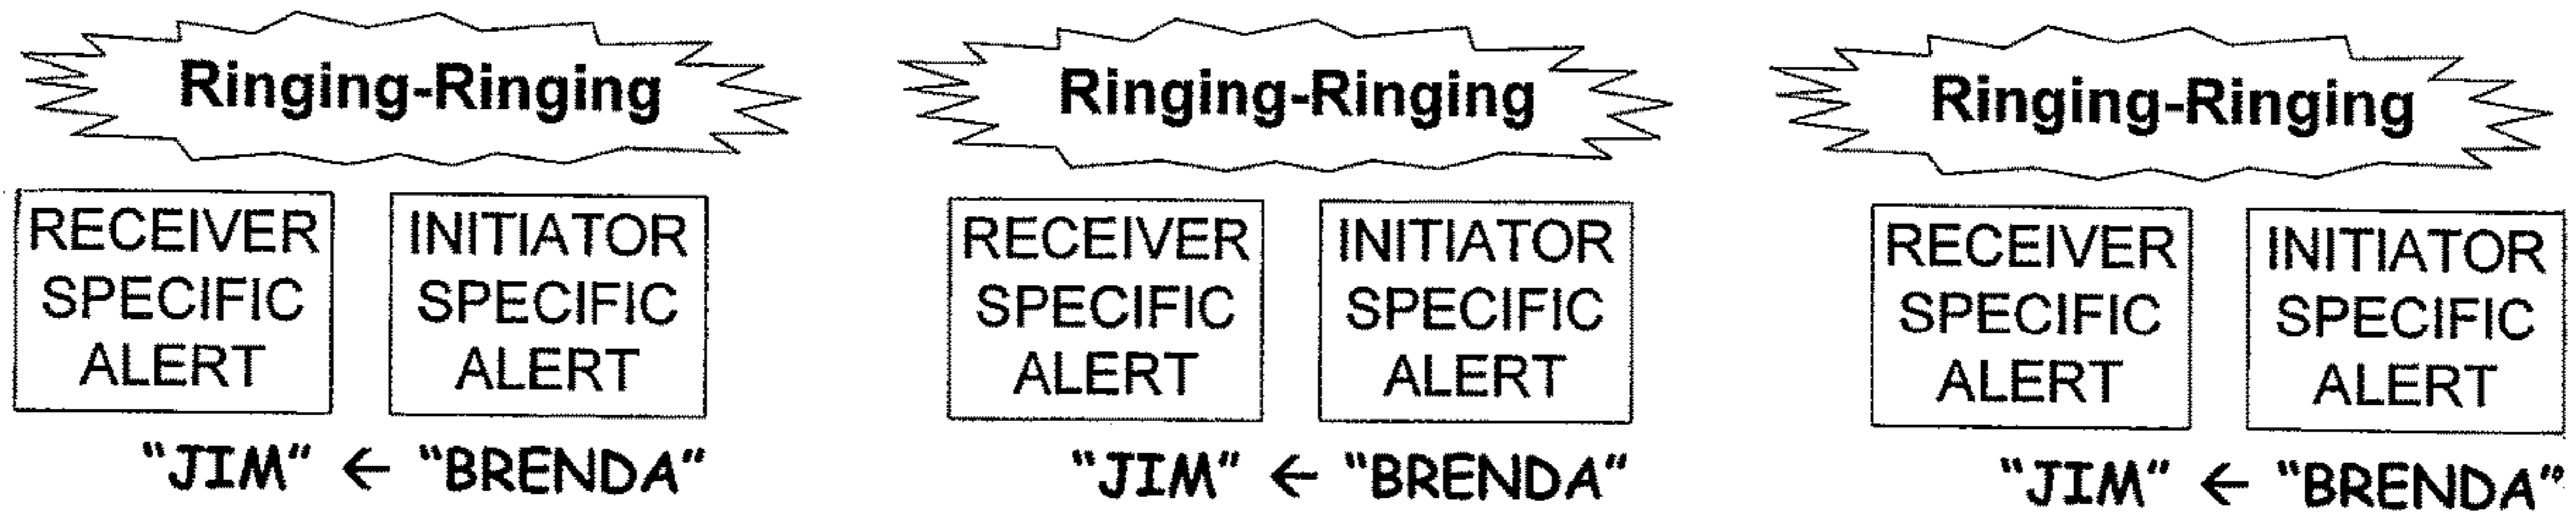 Ringing-Ringing
RECEIVER
SPECIFIC
ALERT
INITIATOR
SPECIFIC
ALERT
“JIM” ← “BRENDA”
Ringing-Ringing
RECEIVER
SPECIFIC
ALERT
INITIATOR
SPECIFIC
ALERT
“JIM” ← “BRENDA”
Ringing-Ringing
RECEIVER
SPECIFIC
ALERT
INITIATOR
SPECIFIC
ALERT
“JIM” ← “BRENDA”